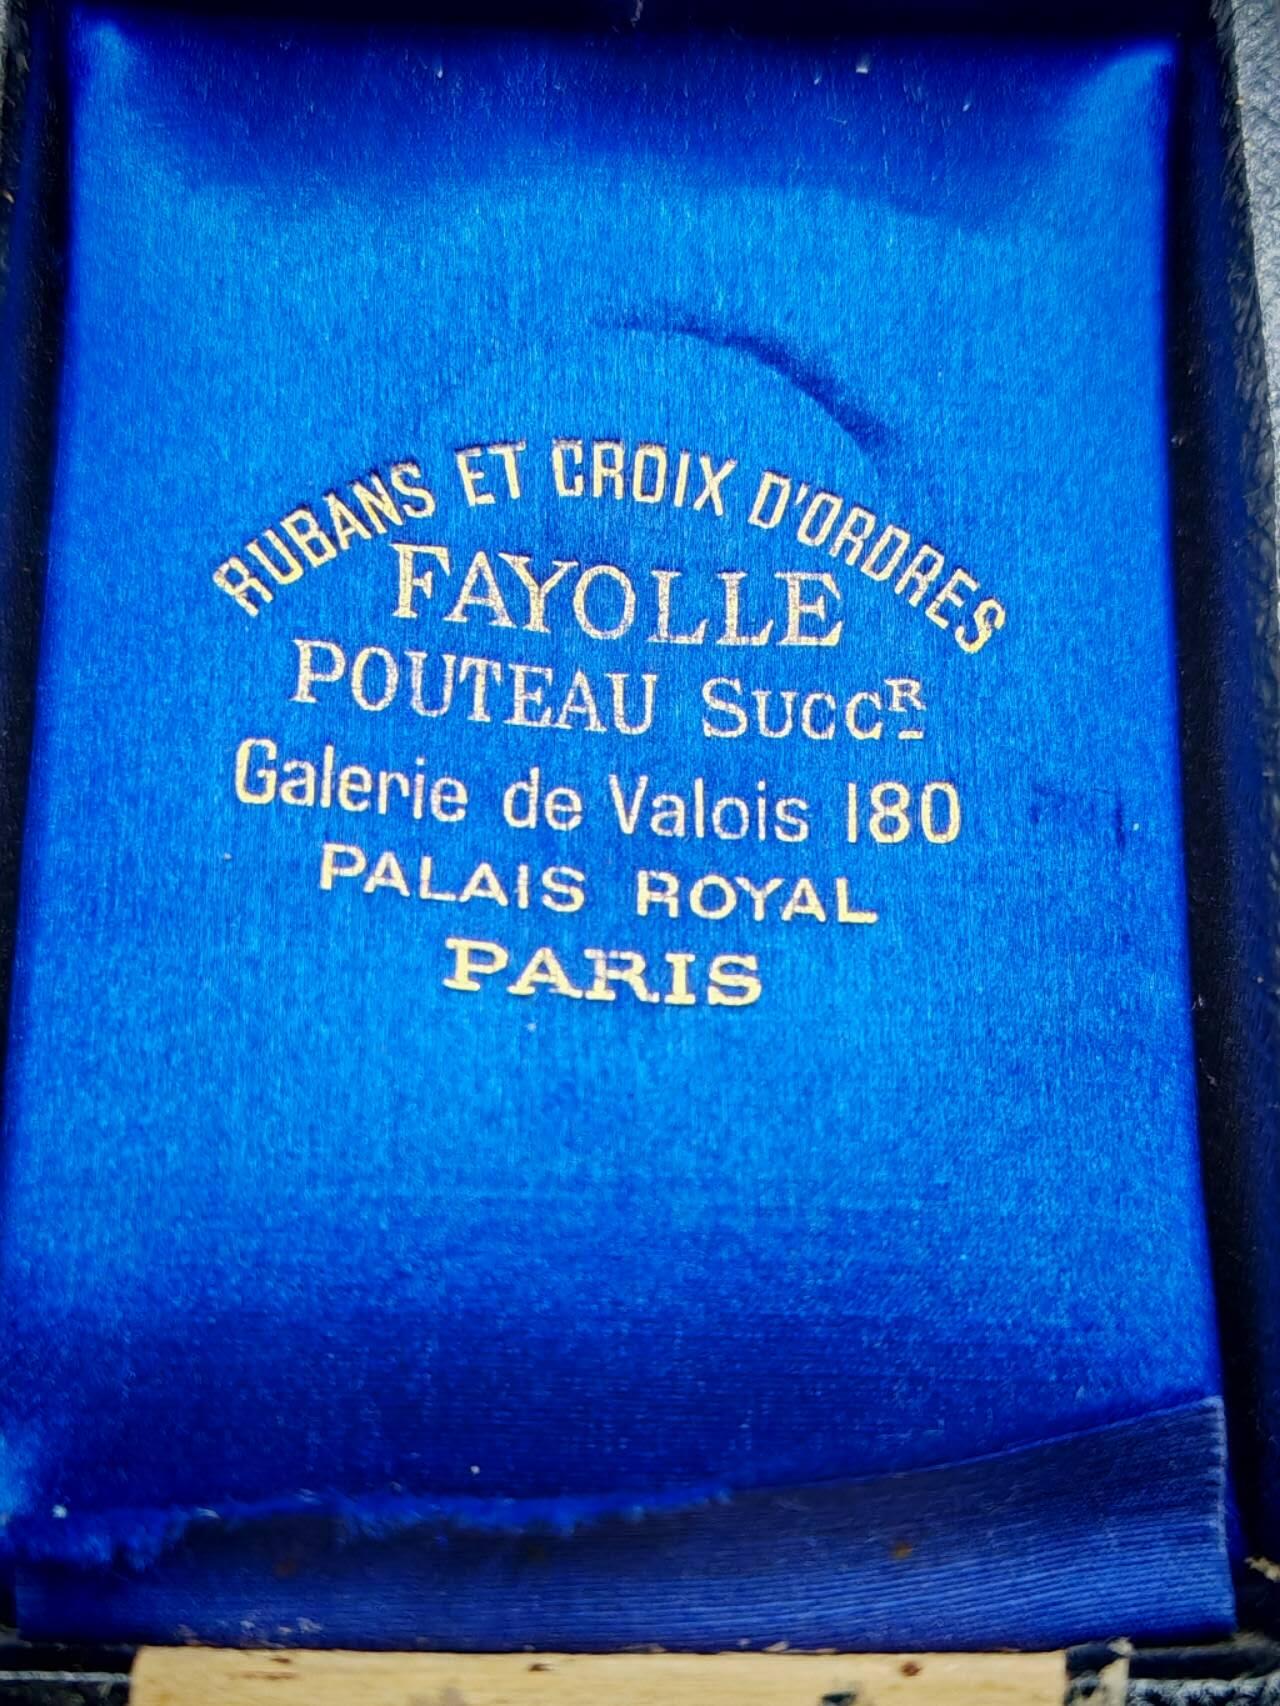 RUBANS ET CROIX D'ORDRES
FAYOLLE
POUTEAU SUCCR
Galerie de Valois 180
PALAIS ROYAL
PARIS